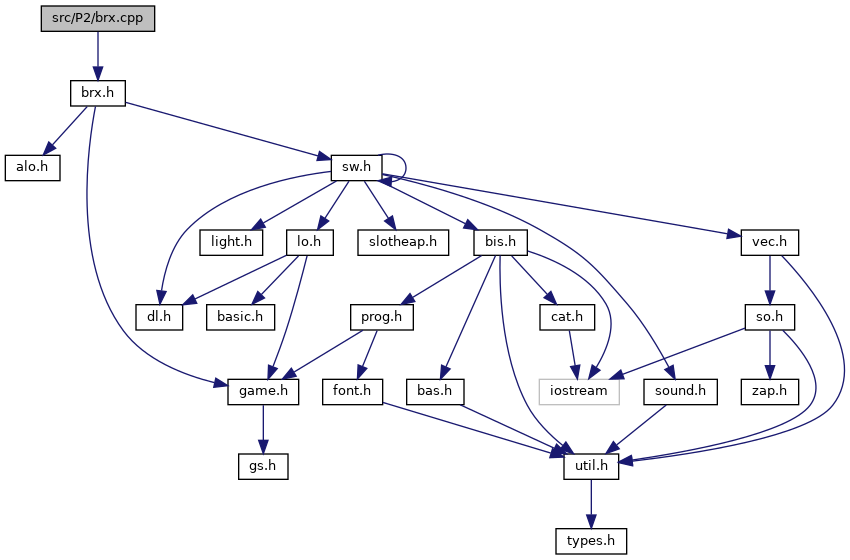 src/P2/brx.cpp
brx.h
alo.h
sw.h
light.h
lo.h
slotheap.h
bis.h
vec.h
dl.h
basic.h
prog.h
cat.h
so.h
game.h
font.h
bas.h
iostream
sound.h
zap.h
gs.h
util.h
types.h